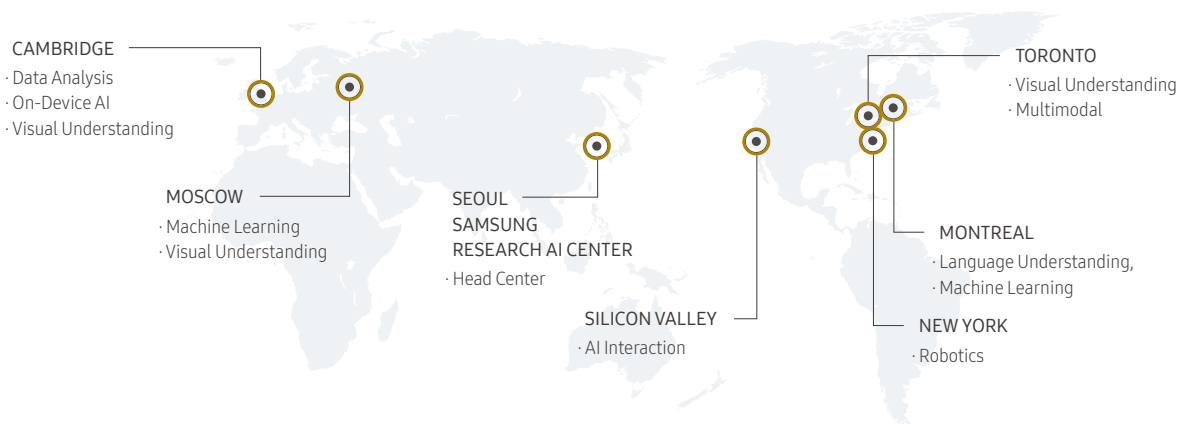 CAMBRIDGE
· Data Analysis
· On-Device AI
· Visual Understanding
MOSCOW
· Machine Learning
· Visual Understanding
SEOUL
SAMSUNG
RESEARCH AI CENTER
· Head Center
SILICON VALLEY
· AI Interaction
TORONTO
· Visual Understanding
· Multimodal
MONTREAL
· Language Understanding,
· Machine Learning
NEW YORK
· Robotics